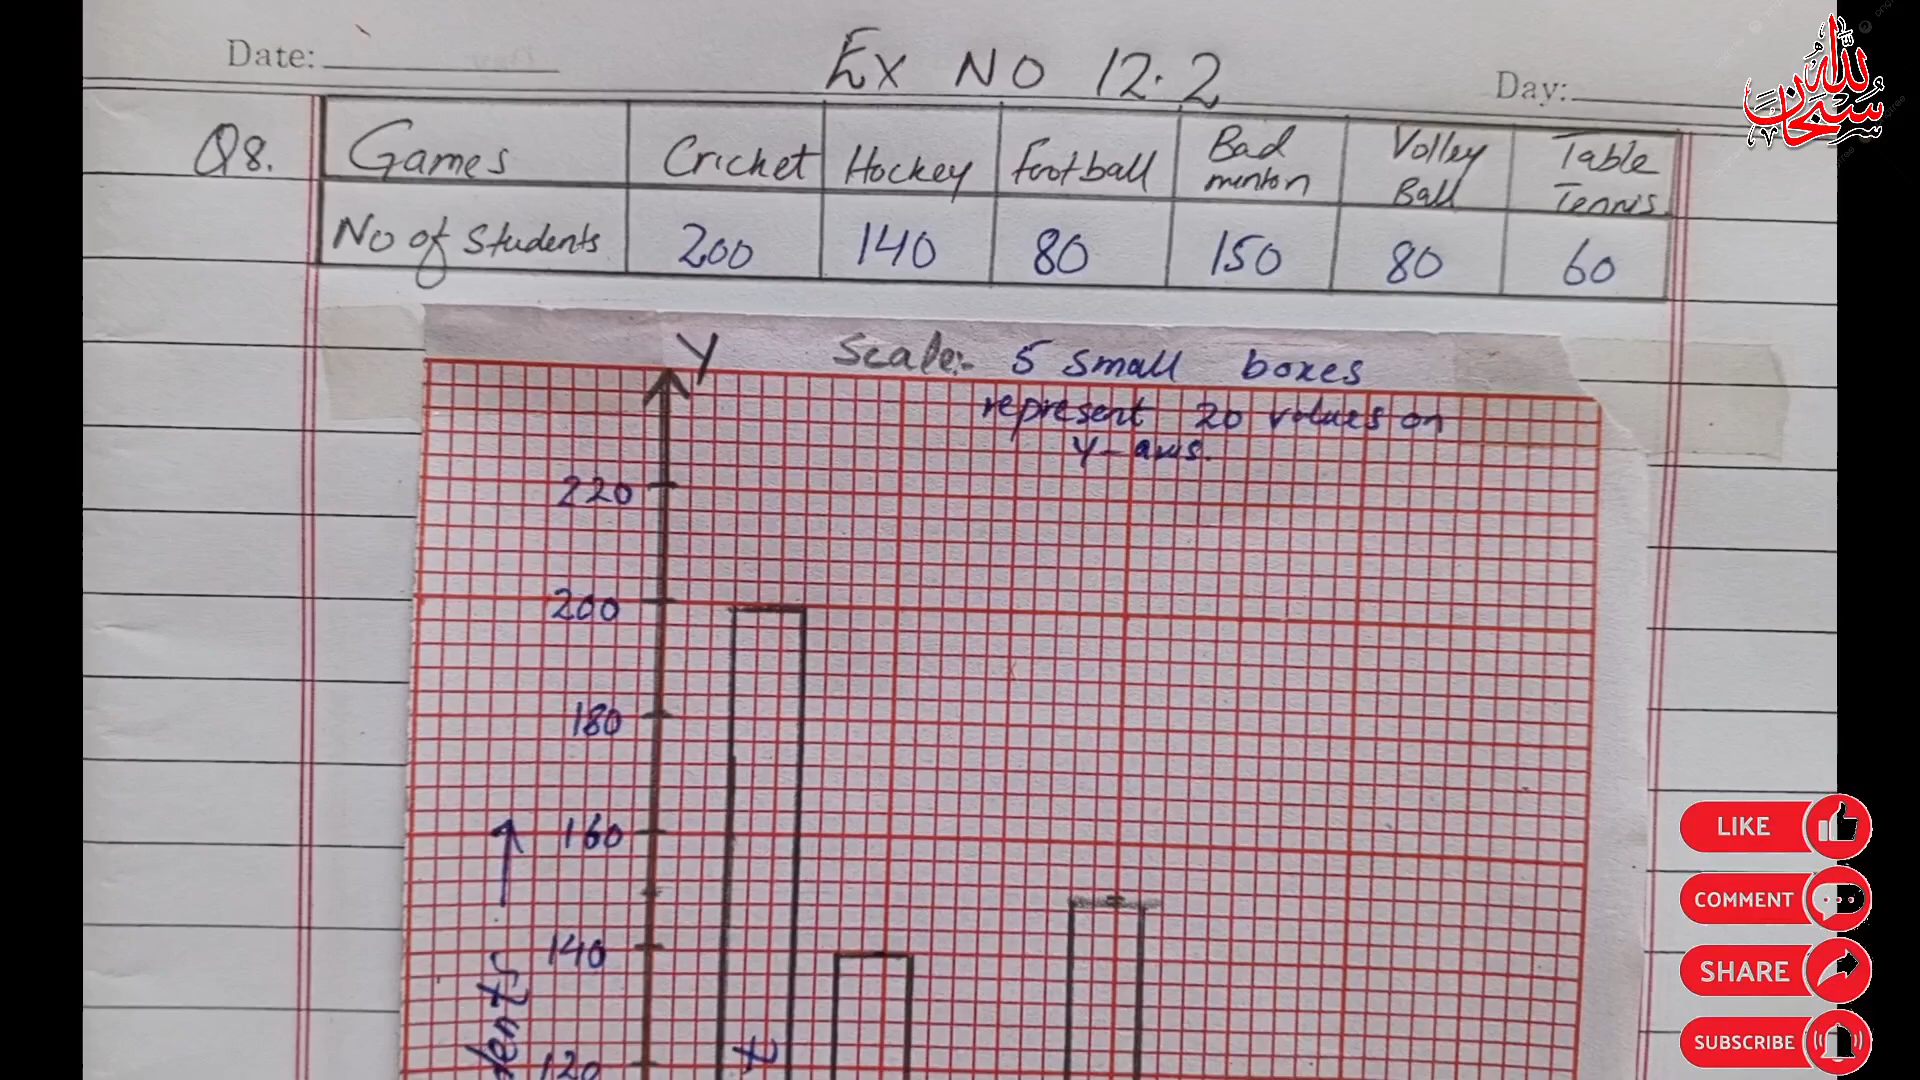 Date:
Ex NO 12.2
Day:
سُبْحَانَ اللّٰه
Q8.
Games Cricket Hockey Football Bad minton Volley Ball Table Tennis
No of Students 200 140 80 150 80 60
Y
Scale:- 5 small boxes
represent 20 values on
Y-axis.
220
200
180
160
140
120
t
LIKE
COMMENT
SHARE
SUBSCRIBE